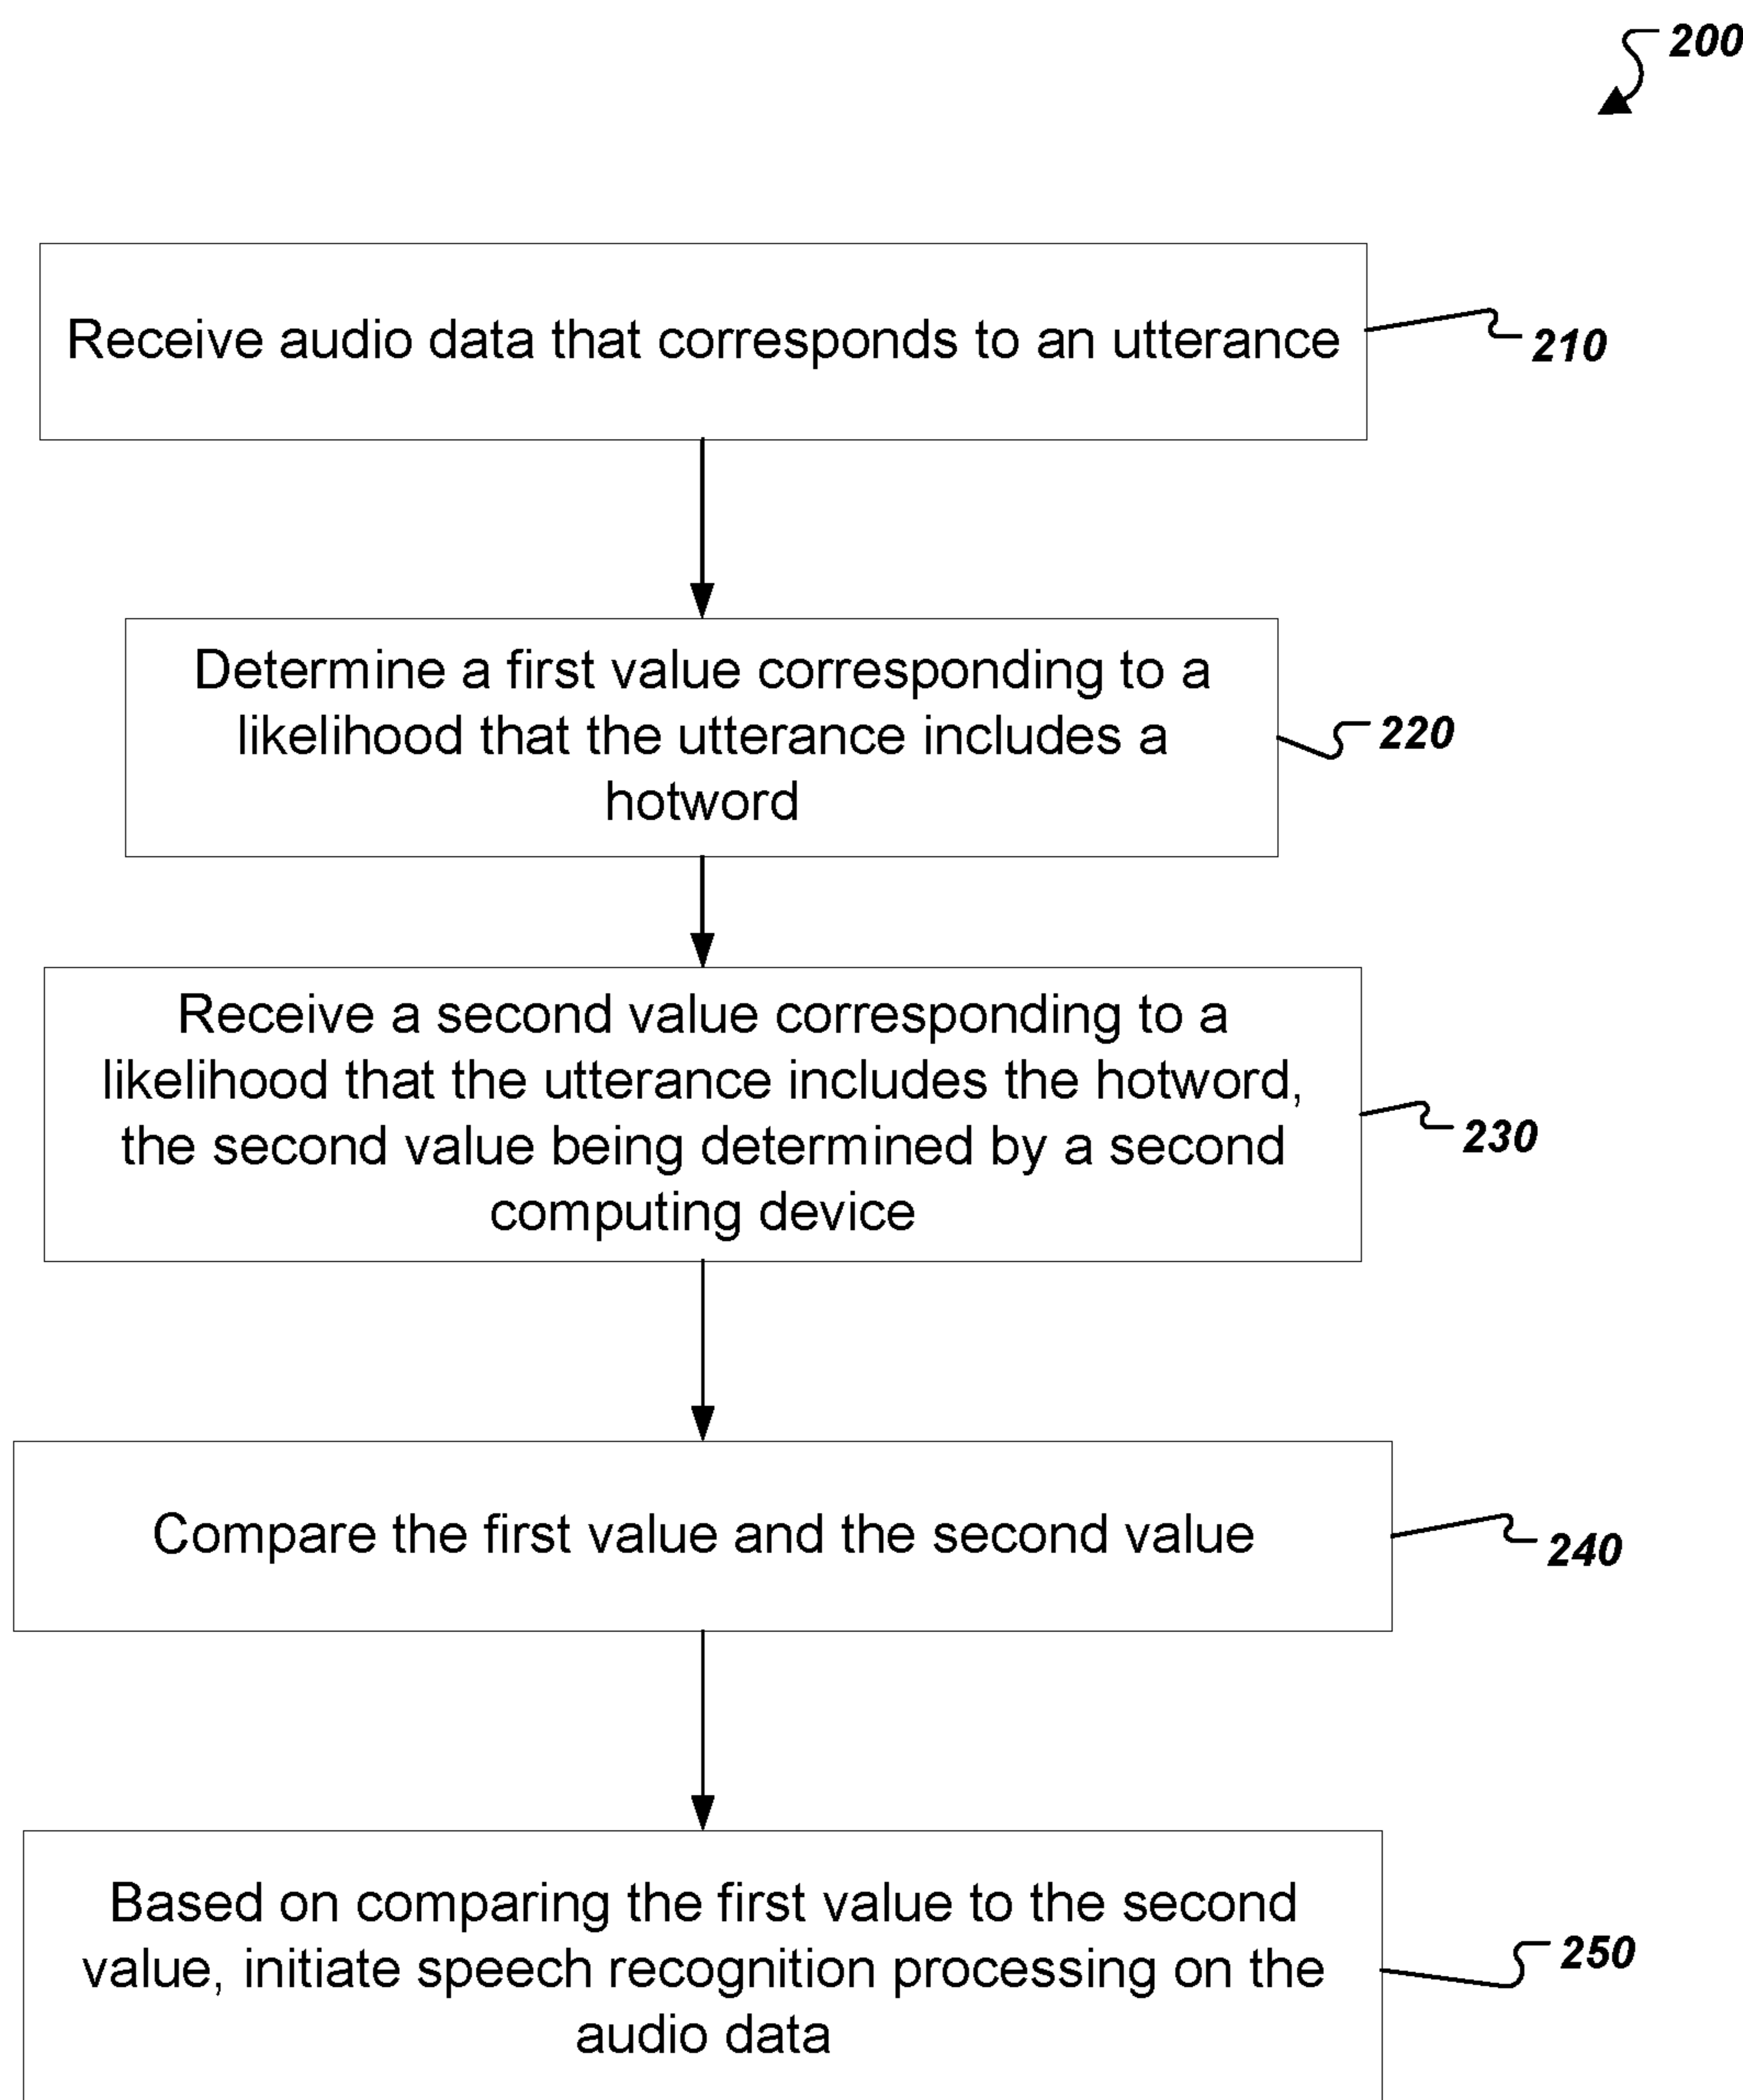 200
Receive audio data that corresponds to an utterance
210
Determine a first value corresponding to a
likelihood that the utterance includes a
hotword
220
Receive a second value corresponding to a
likelihood that the utterance includes the hotword,
the second value being determined by a second
computing device
230
Compare the first value and the second value
240
Based on comparing the first value to the second
value, initiate speech recognition processing on the
audio data
250